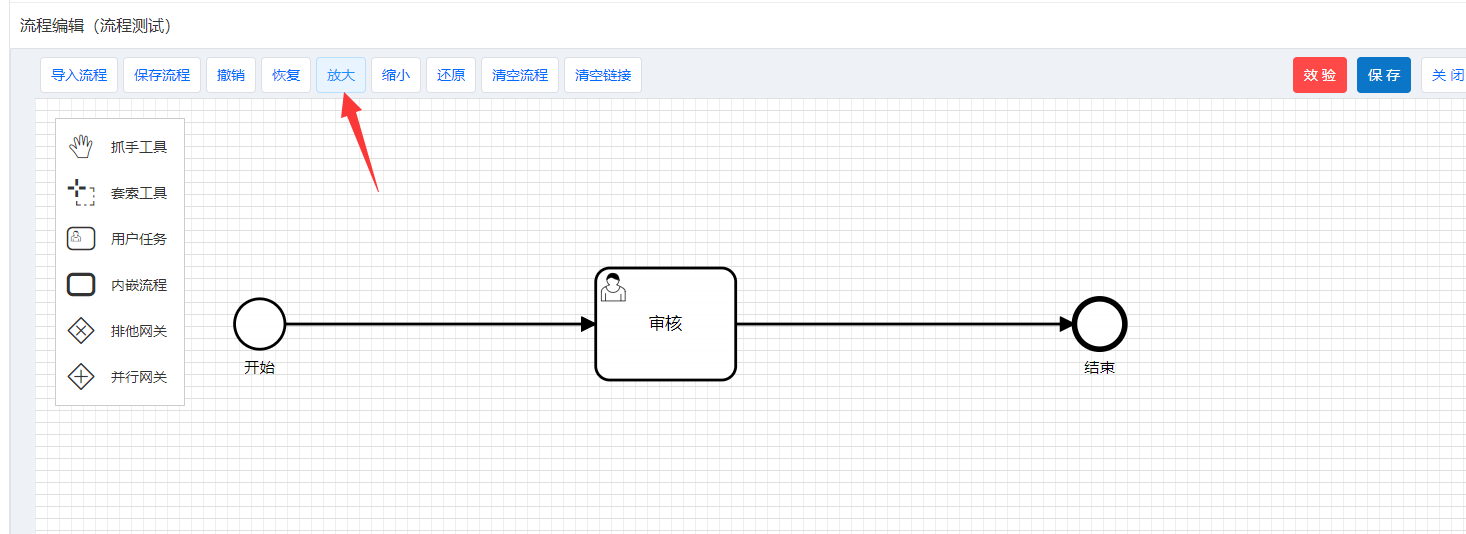 流程编辑（流程测试）
导入流程 保存流程 撤销 恢复 放大 缩小 还原 清空流程 清空链接 效 验 保 存 关 闭
抓手工具
套索工具
用户任务
内嵌流程
排他网关
并行网关
审核
开始
结束